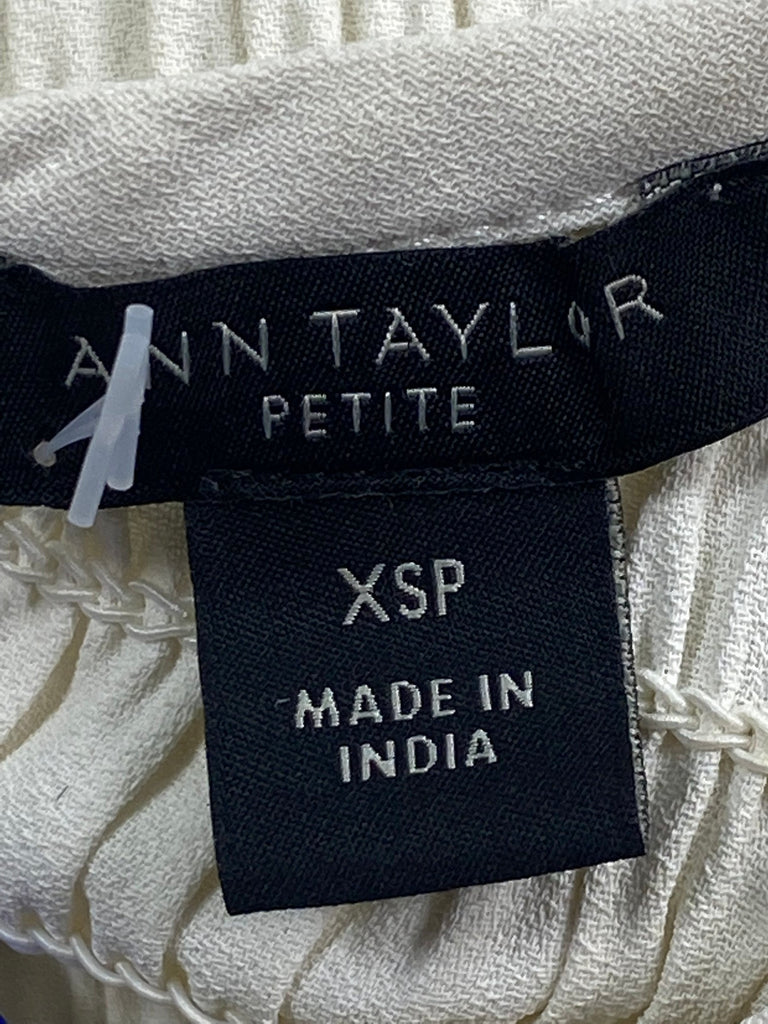 ANN TAYLOR
PETITE
XSP
MADE IN
INDIA